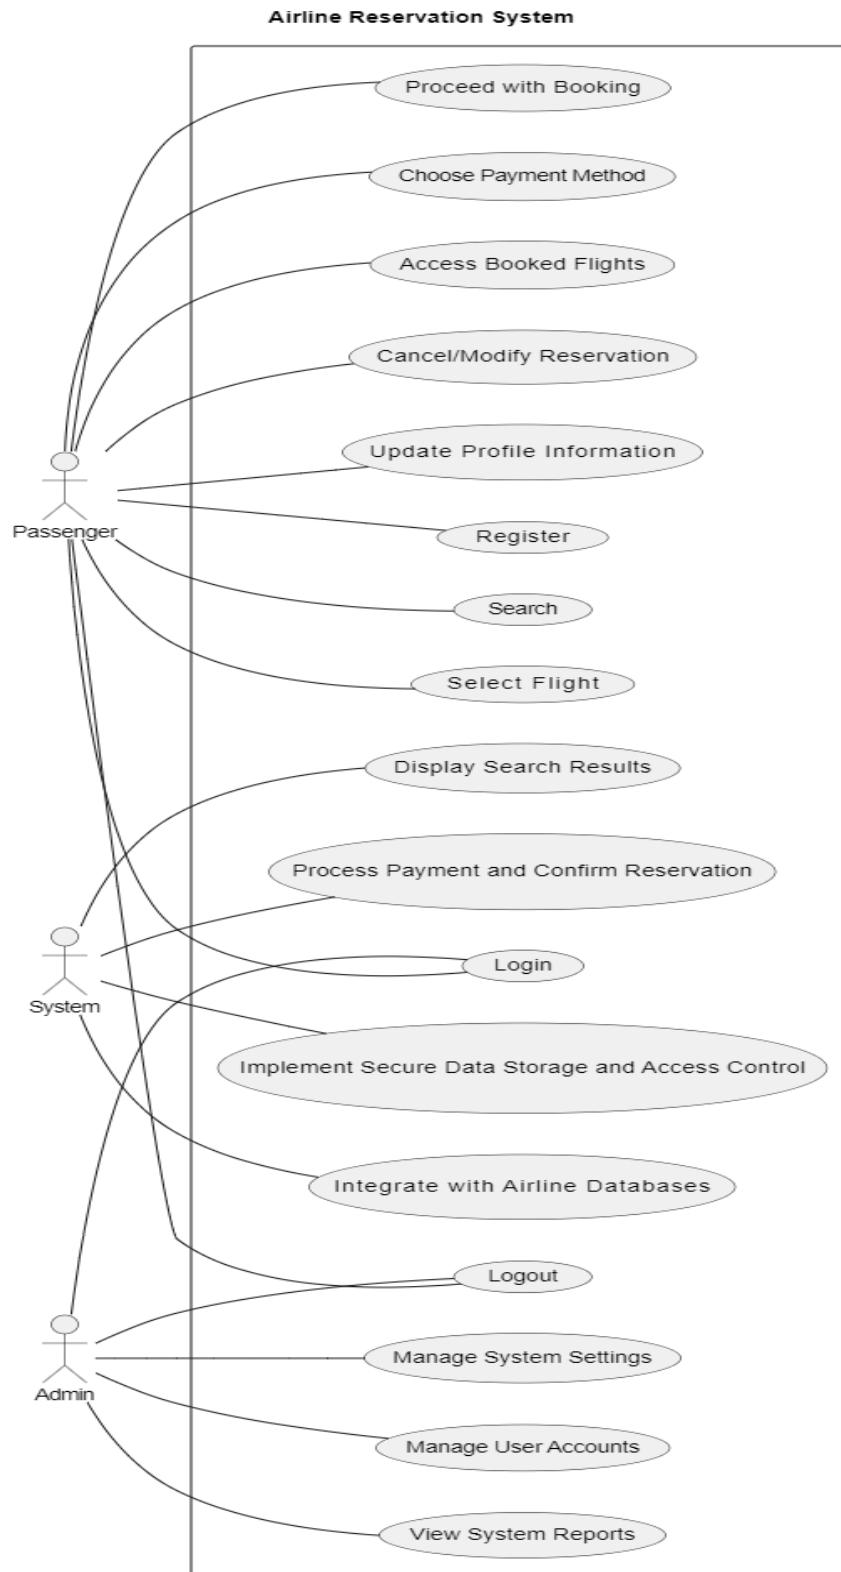 Airline Reservation System
Proceed with Booking
Choose Payment Method
Access Booked Flights
Cancel/Modify Reservation
Update Profile Information
Passenger
Register
Search
Select Flight
Display Search Results
Process Payment and Confirm Reservation
Login
System
Implement Secure Data Storage and Access Control
Integrate with Airline Databases
Logout
Manage System Settings
Admin
Manage User Accounts
View System Reports